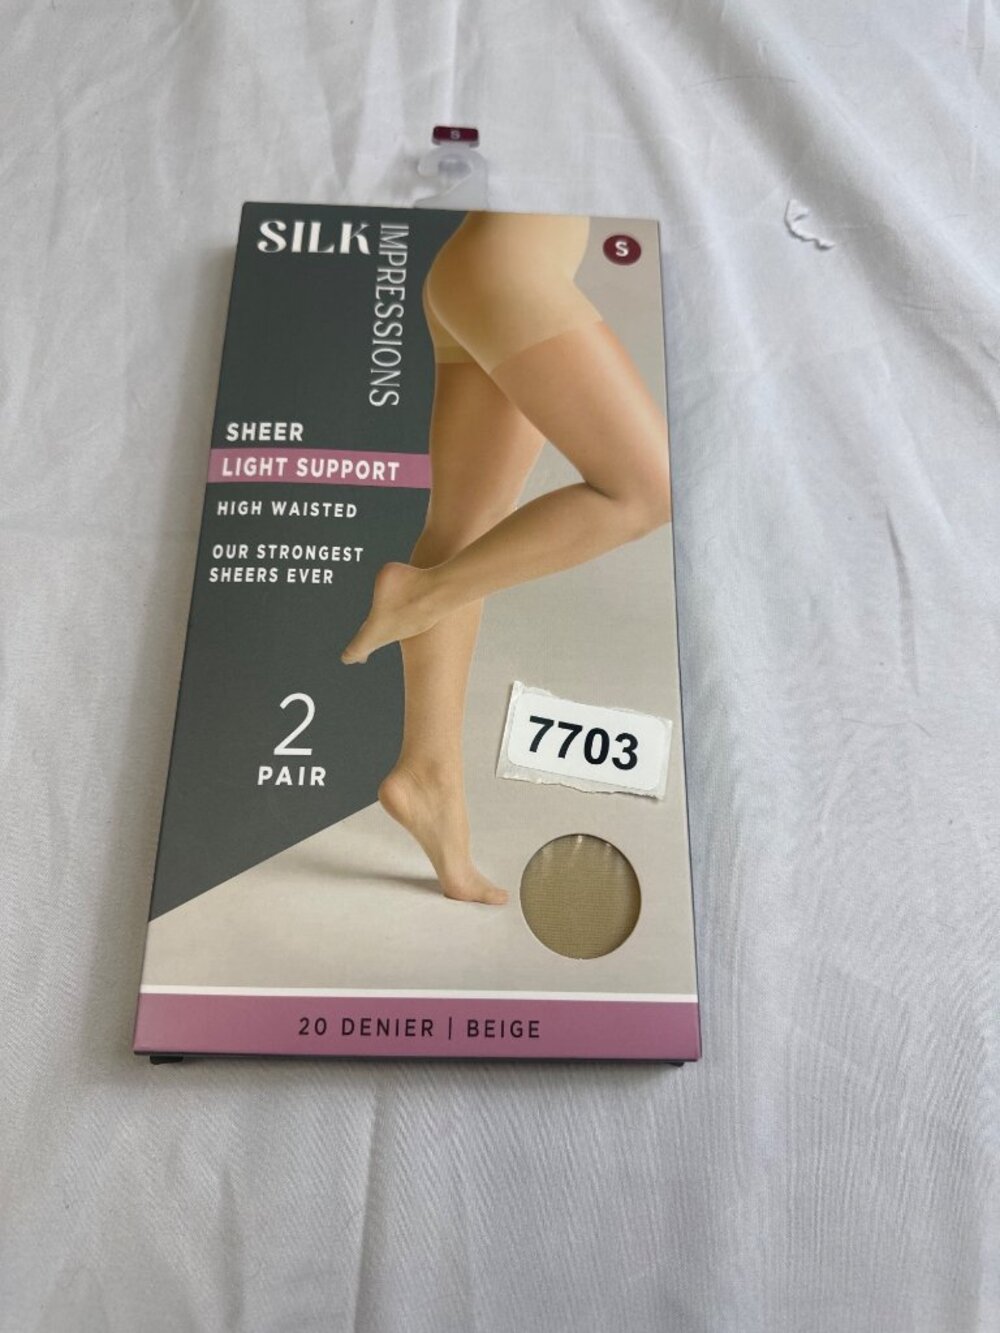 S
SILK
IMPRESSIONS
S
SHEER
LIGHT SUPPORT
HIGH WAISTED
OUR STRONGEST
SHEERS EVER
2
PAIR
7703
20 DENIER | BEIGE